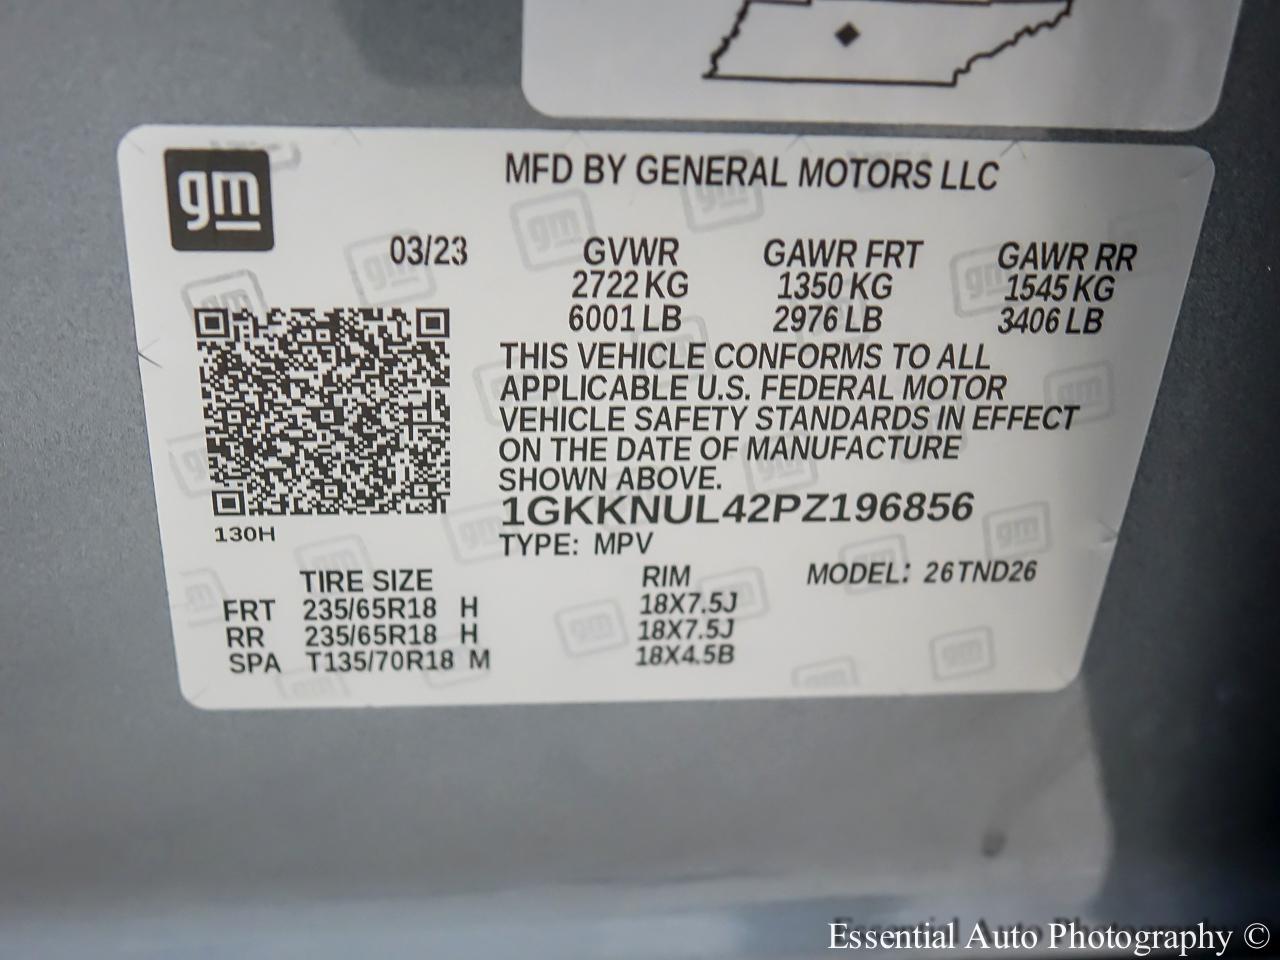 gm
MFD BY GENERAL MOTORS LLC
03/23 GVWR GAWR FRT GAWR RR
2722 KG 1350 KG 1545 KG
6001 LB 2976 LB 3406 LB
THIS VEHICLE CONFORMS TO ALL
APPLICABLE U.S. FEDERAL MOTOR
VEHICLE SAFETY STANDARDS IN EFFECT
ON THE DATE OF MANUFACTURE
SHOWN ABOVE.
1GKKNUL42PZ196856
130H
TYPE: MPV
TIRE SIZE RIM MODEL: 26TND26
FRT 235/65R18 H 18X7.5J
RR 235/65R18 H 18X7.5J
SPA T135/70R18 M 18X4.5B
Essential Auto Photography ©